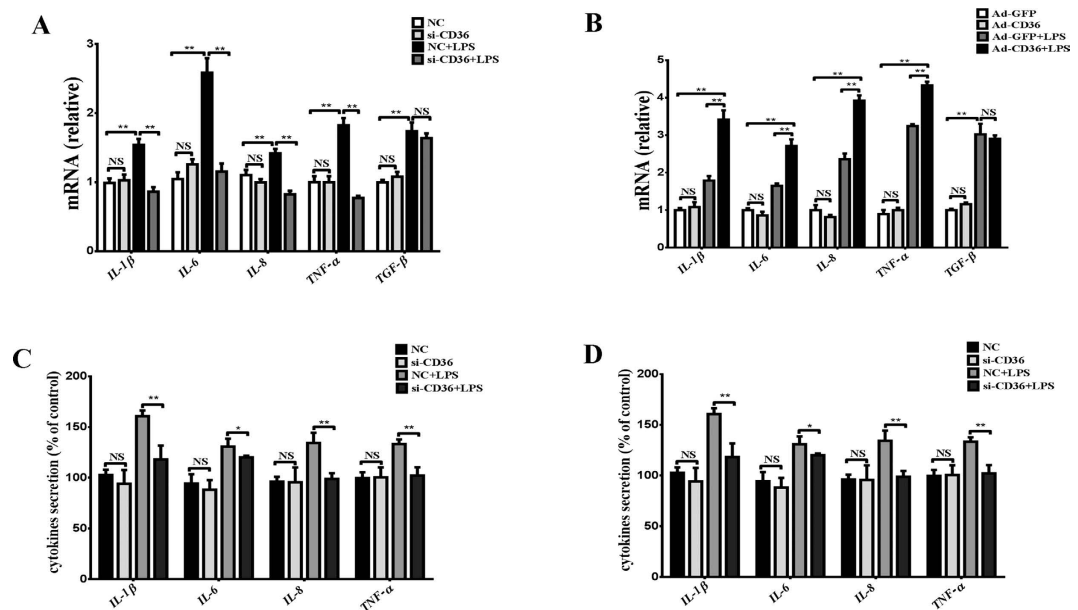 A
NC
si-CD36
NC+LPS
si-CD36+LPS
mRNA (relative)
3
2
1
0
** **
** **
** **
** **
** NS
NS
NS
NS
NS
NS
IL-1β
IL-6
IL-8
TNF-α
TGF-β
B
Ad-GFP
Ad-CD36
Ad-GFP+LPS
Ad-CD36+LPS
mRNA (relative)
5
4
3
2
1
0
**
**
**
**
**
**
**
**
** NS
NS
NS
NS
NS
NS
IL-1β
IL-6
IL-8
TNF-α
TGF-β
C
NC
si-CD36
NC+LPS
si-CD36+LPS
cytokines secretion (% of control)
200
150
100
50
0
**
*
**
**
NS
NS
NS
NS
IL-1β
IL-6
IL-8
TNF-α
D
NC
si-CD36
NC+LPS
si-CD36+LPS
cytokines secretion (% of control)
200
150
100
50
0
**
*
**
**
NS
NS
NS
NS
IL-1β
IL-6
IL-8
TNF-α